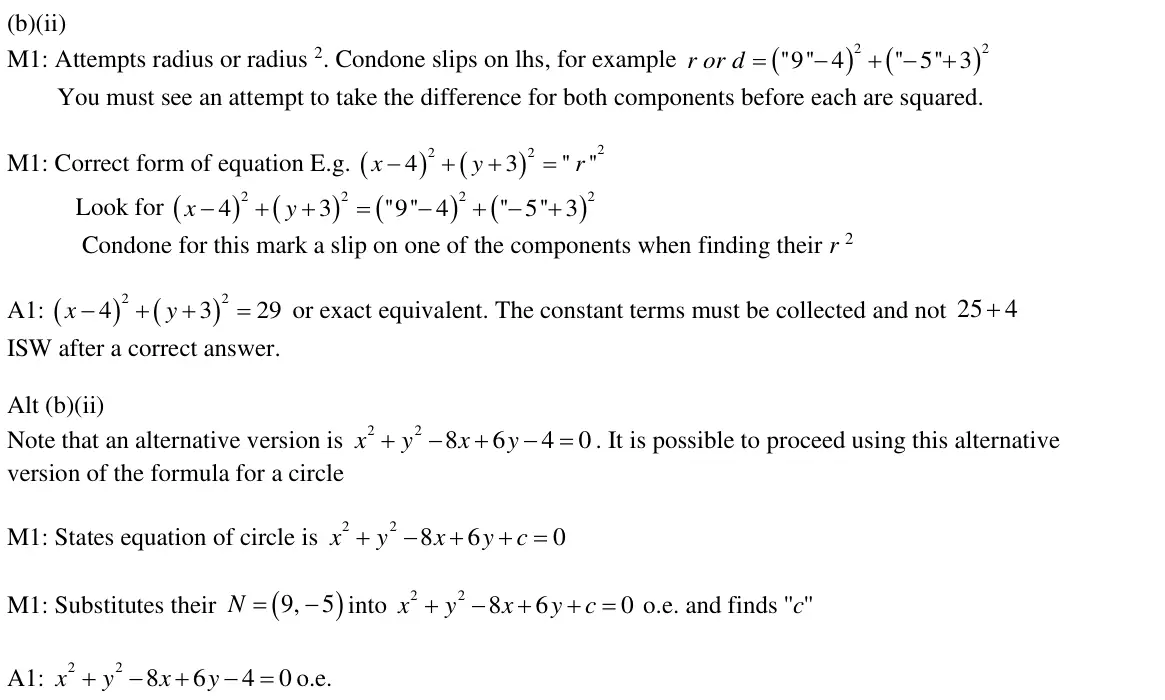 (b)(ii)
M1: Attempts radius or radius ². Condone slips on lhs, for example r or d = ("9"–4)² + ("–5"+3)²
You must see an attempt to take the difference for both components before each are squared.
M1: Correct form of equation E.g. (x–4)² + (y+3)² = "r"²
Look for (x–4)² + (y+3)² = ("9"–4)² + ("–5"+3)²
Condone for this mark a slip on one of the components when finding their r ²
A1: (x–4)² + (y+3)² = 29 or exact equivalent. The constant terms must be collected and not 25+4
ISW after a correct answer.
Alt (b)(ii)
Note that an alternative version is x² + y² –8x+6y–4=0. It is possible to proceed using this alternative
version of the formula for a circle
M1: States equation of circle is x² + y² –8x+6y+c=0
M1: Substitutes their N = (9, –5) into x² + y² –8x+6y+c=0 o.e. and finds "c"
A1: x² + y² –8x+6y–4=0 o.e.